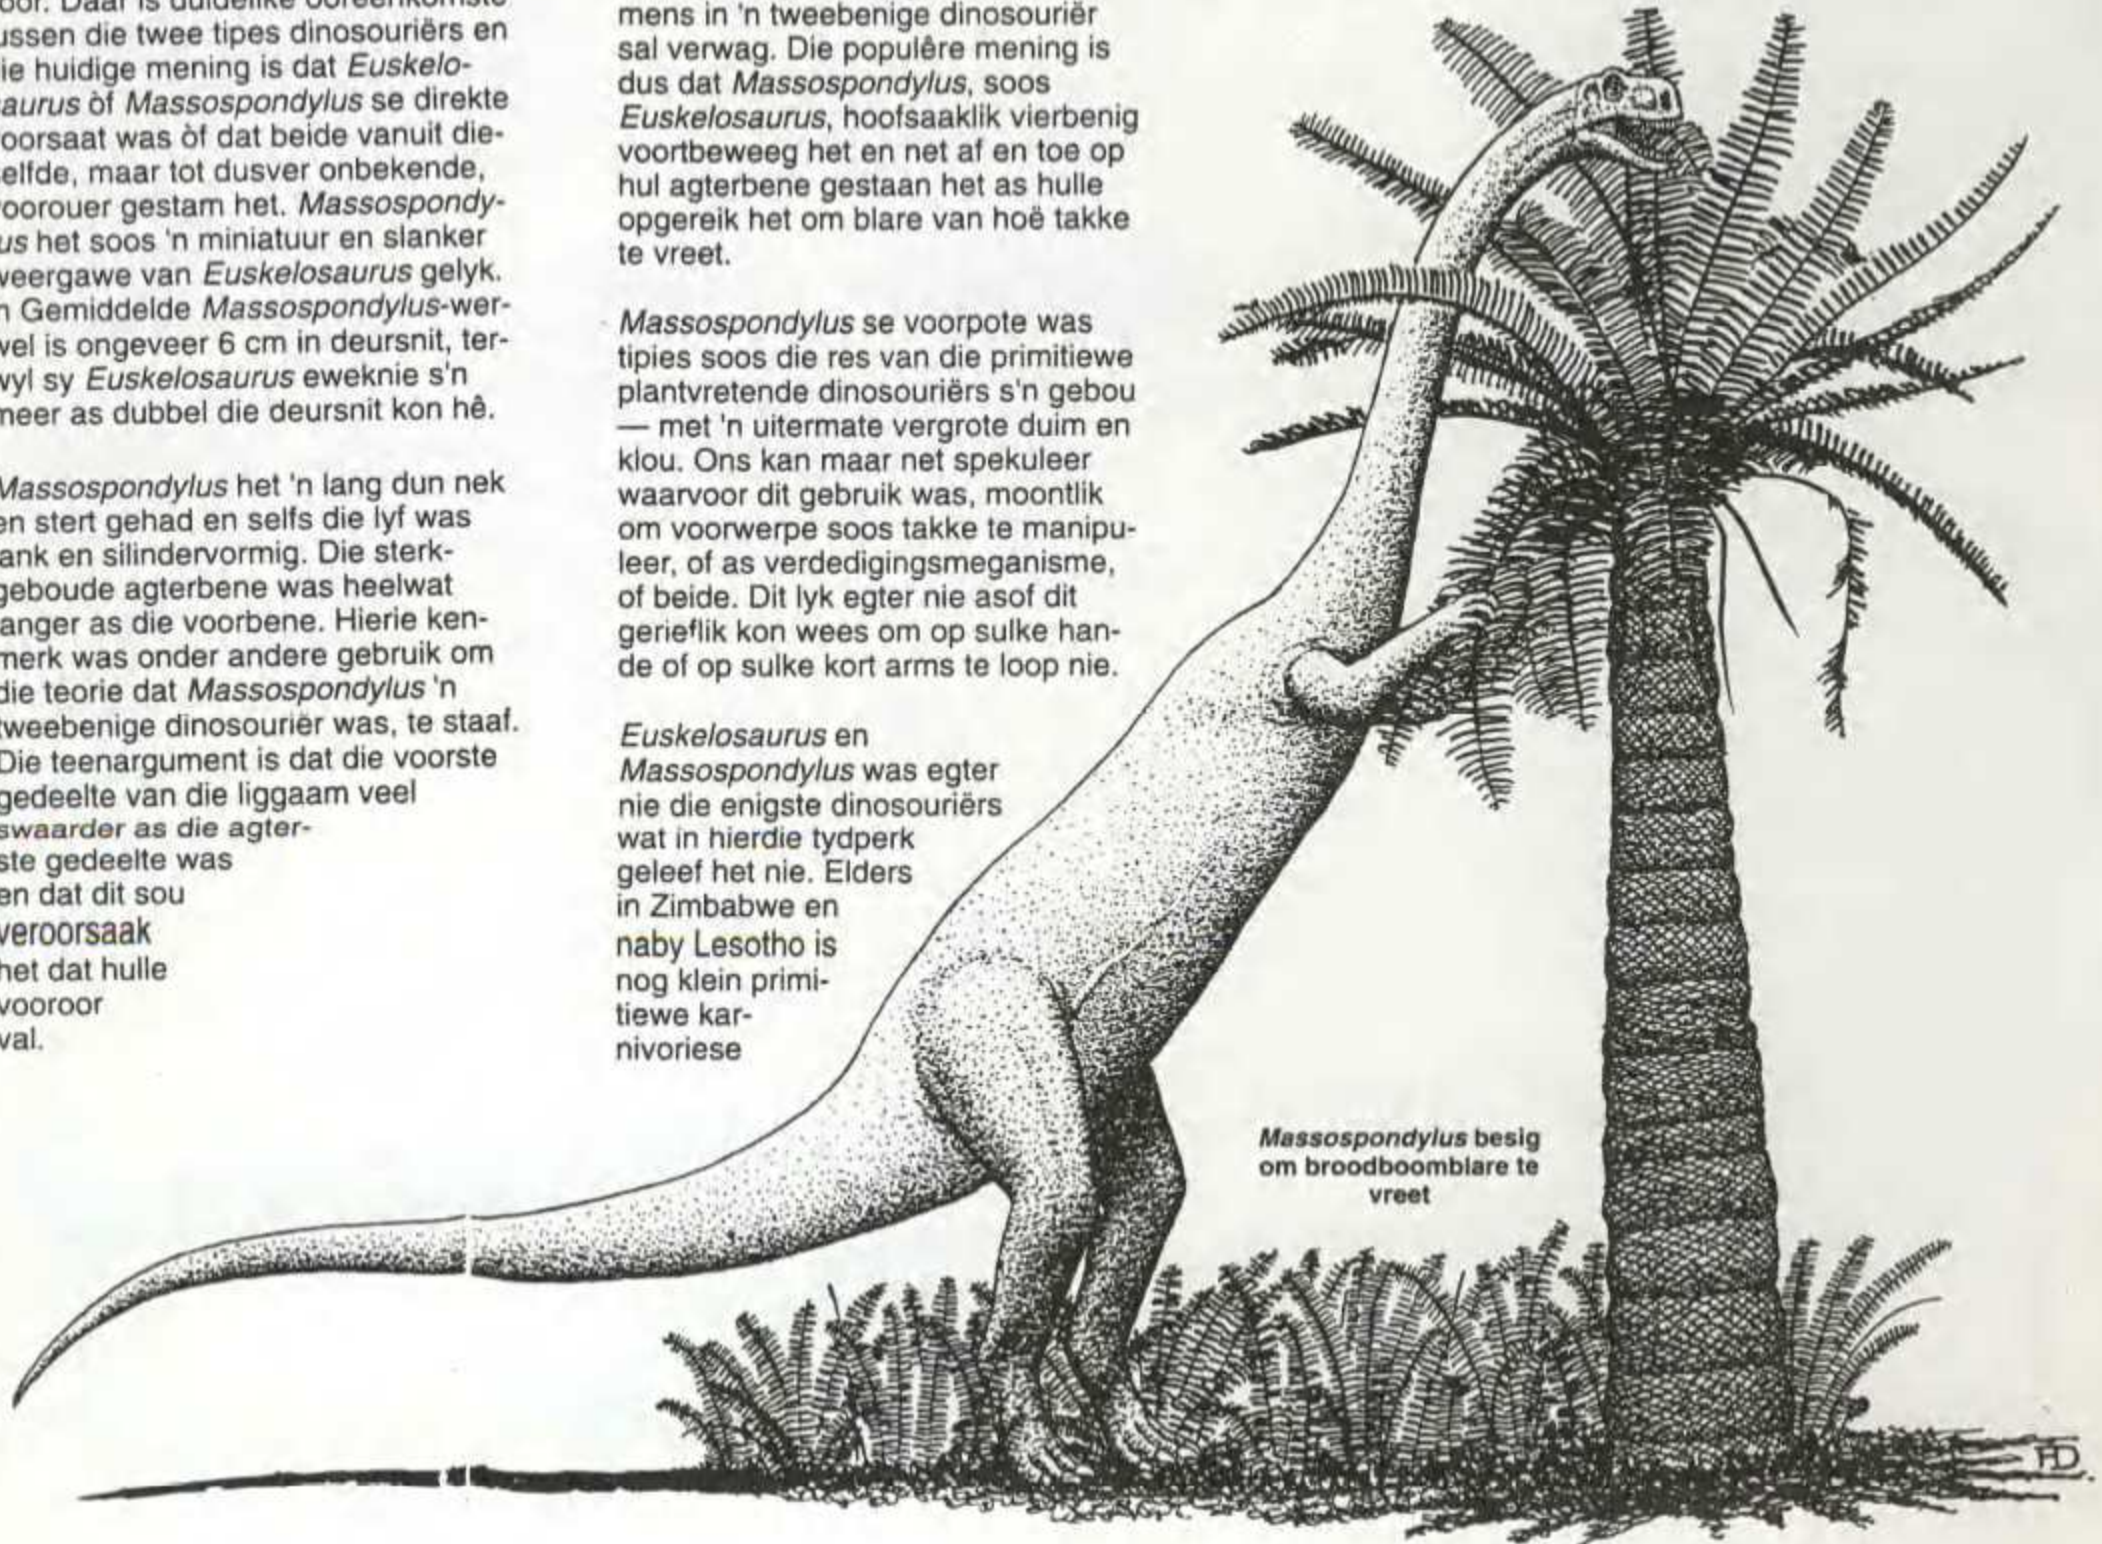 oor. Daar is duidelike ooreenkomste
ussen die twee tipes dinosouriërs en
ie huidige mening is dat Euskelo-
saurus òf Massospondylus se direkte
oorsaat was òf dat beide vanuit die-
elfde, maar tot dusver onbekende,
oorouer gestam het. Massospondy-
us het soos 'n miniatuur en slanker
weergawe van Euskelosaurus gelyk.
n Gemiddelde Massospondylus-wer-
wel is ongeveer 6 cm in deursnit, ter-
wyl sy Euskelosaurus eweknie s'n
meer as dubbel die deursnit kon hê.
Massospondylus het 'n lang dun nek
en stert gehad en selfs die lyf was
ank en silindervormig. Die sterk-
geboude agterbene was heelwat
anger as die voorbene. Hierie ken-
merk was onder andere gebruik om
die teorie dat Massospondylus 'n
tweebenige dinosouriër was, te staaf.
Die teenargument is dat die voorste
gedeelte van die liggaam veel
swaarder as die agter-
ste gedeelte was
en dat dit sou
veroorsaak
het dat hulle
vooroor
val.
mens in 'n tweebenige dinosouriër
sal verwag. Die populêre mening is
dus dat Massospondylus, soos
Euskelosaurus, hoofsaaklik vierbenig
voortbeweeg het en net af en toe op
hul agterbene gestaan het as hulle
opgereik het om blare van hoë takke
te vreet.
Massospondylus se voorpote was
tipies soos die res van die primitiewe
plantvretende dinosouriërs s'n gebou
— met 'n uitermate vergrote duim en
klou. Ons kan maar net spekuleer
waarvoor dit gebruik was, moontlik
om voorwerpe soos takke te manipu-
leer, of as verdedigingsmeganisme,
of beide. Dit lyk egter nie asof dit
gerieflik kon wees om op sulke han-
de of op sulke kort arms te loop nie.
Euskelosaurus en
Massospondylus was egter
nie die enigste dinosouriërs
wat in hierdie tydperk
geleef het nie. Elders
in Zimbabwe en
naby Lesotho is
nog klein primi-
tiewe kar-
nivoriese
Massospondylus besig
om broodboomblare te
vreet